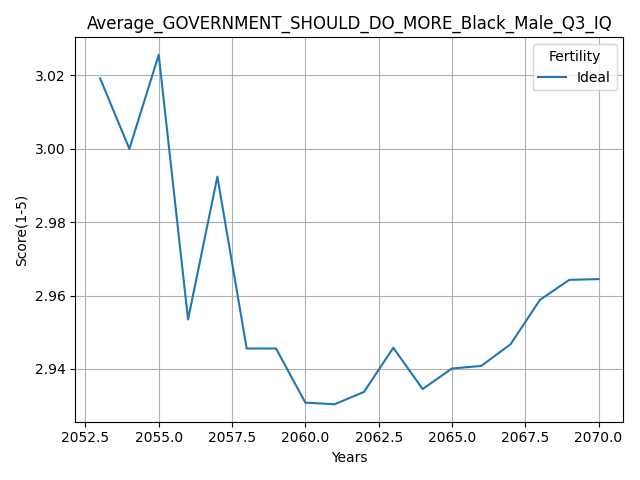 Average_GOVERNMENT_SHOULD_DO_MORE_Black_Male_Q3_IQ
Fertility
Ideal
3.02
3.00
2.98
2.96
2.94
Score(1-5)
2052.5 2055.0 2057.5 2060.0 2062.5 2065.0 2067.5 2070.0
Years